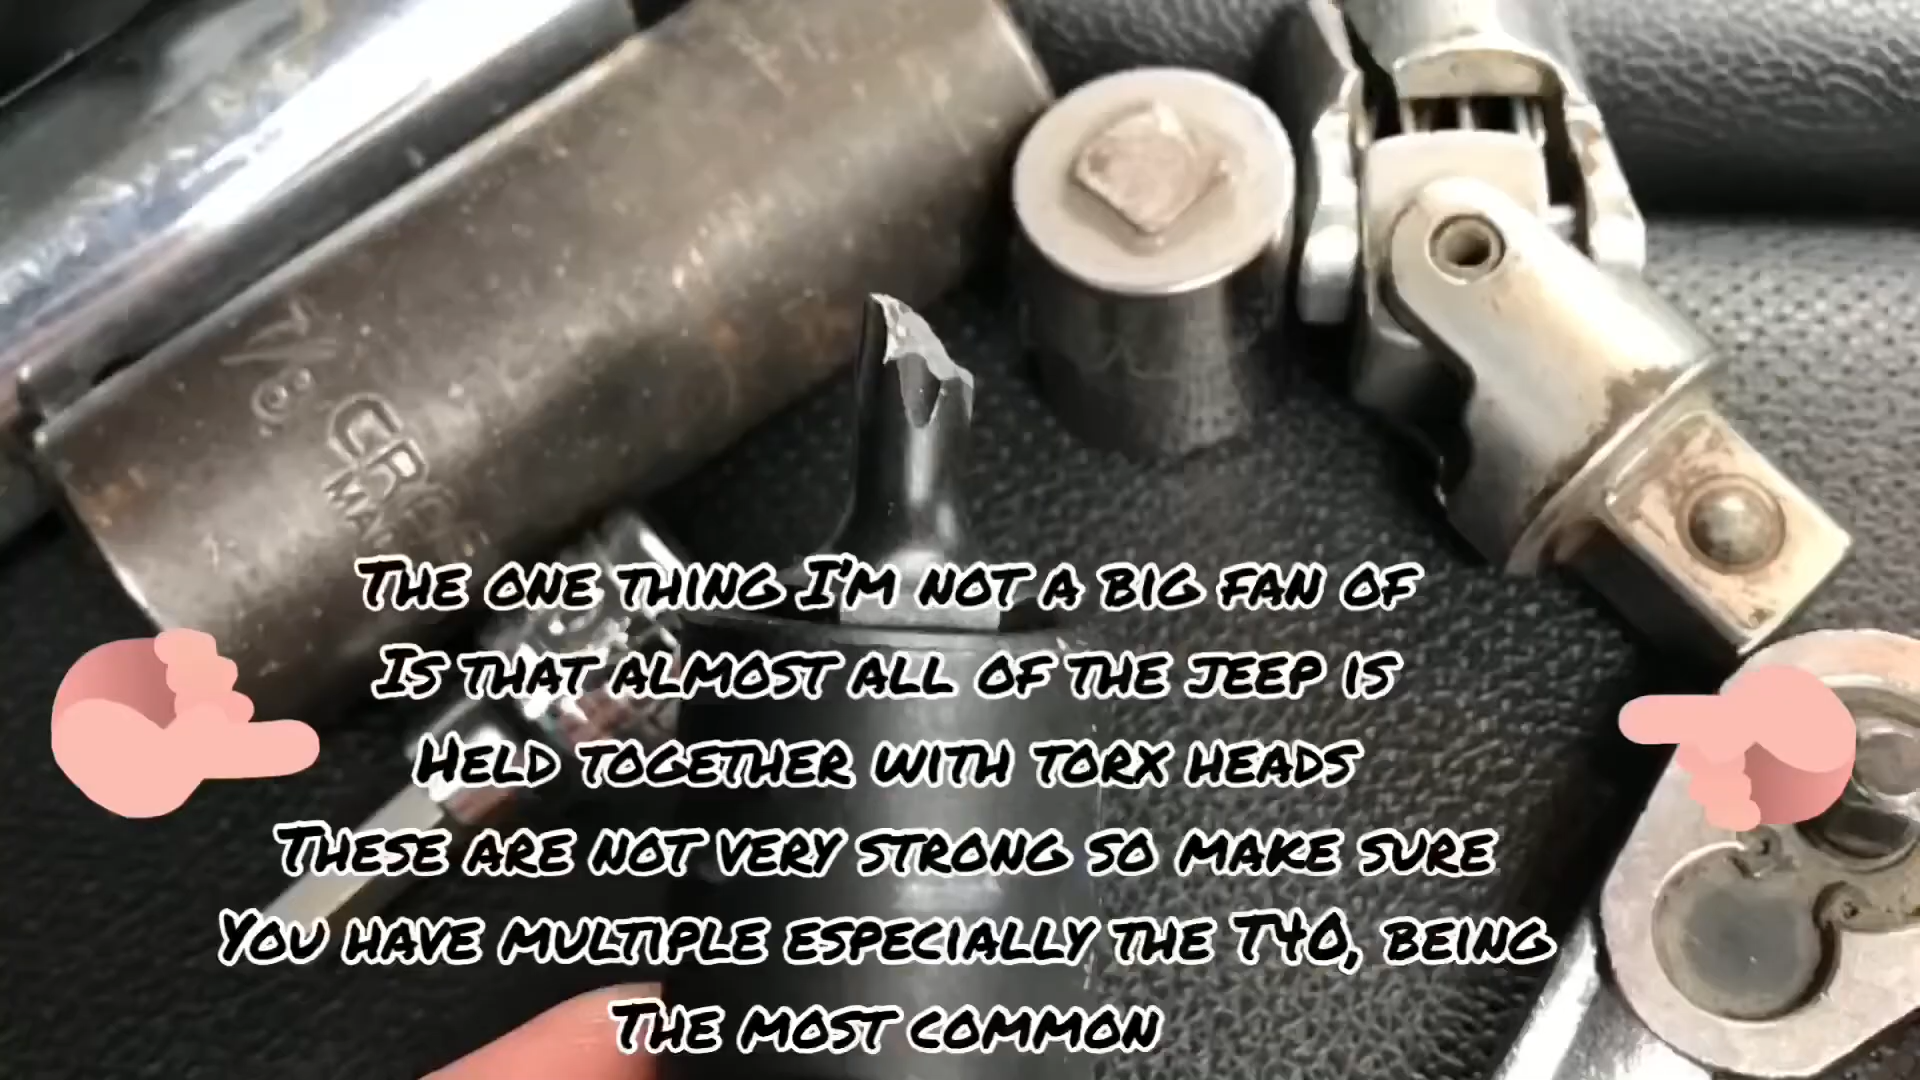 7/8
The one thing I'm not a big fan of
Is that almost all of the jeep is
Held together with torx heads
These are not very strong so make sure
You have multiple especially the T40, being
The most common